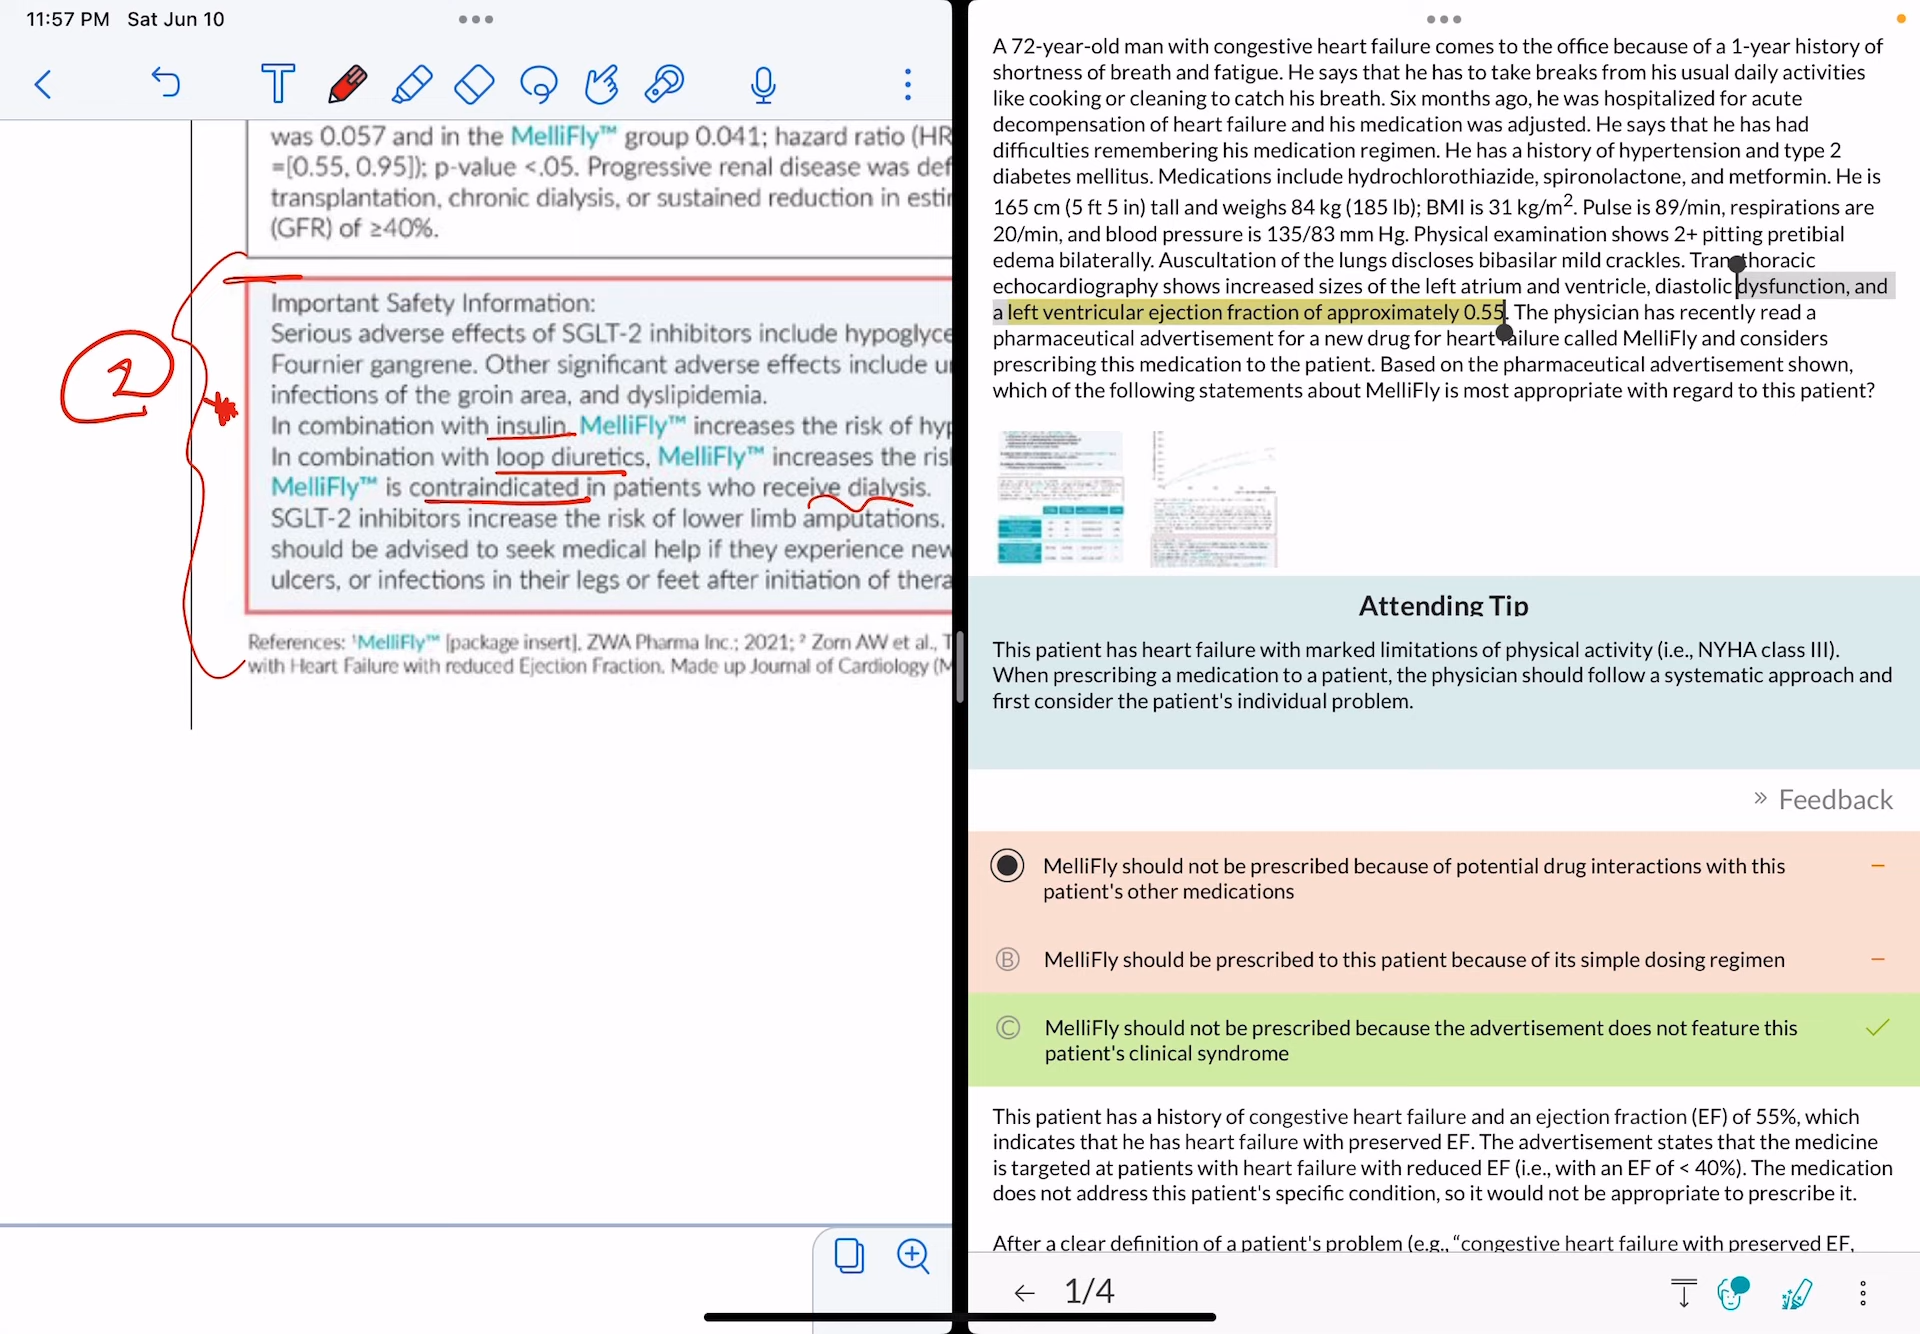 11:57 PM Sat Jun 10
was 0.057 and in the MelliFly™ group 0.041; hazard ratio (HR
=[0.55, 0.95]); p-value <.05. Progressive renal disease was def
transplantation, chronic dialysis, or sustained reduction in estir
(GFR) of ≥40%.
2
Important Safety Information:
Serious adverse effects of SGLT-2 inhibitors include hypoglyce
Fournier gangrene. Other significant adverse effects include ur
infections of the groin area, and dyslipidemia.
In combination with insulin, MelliFly™ increases the risk of hyp
In combination with loop diuretics, MelliFly™ increases the risl
MelliFly™ is contraindicated in patients who receive dialysis.
SGLT-2 inhibitors increase the risk of lower limb amputations.
should be advised to seek medical help if they experience new
ulcers, or infections in their legs or feet after initiation of thera
References: ¹MelliFly™ [package insert]. ZWA Pharma Inc.; 2021; ² Zorn AW et al., T
with Heart Failure with reduced Ejection Fraction. Made up Journal of Cardiology (M
A 72-year-old man with congestive heart failure comes to the office because of a 1-year history of
shortness of breath and fatigue. He says that he has to take breaks from his usual daily activities
like cooking or cleaning to catch his breath. Six months ago, he was hospitalized for acute
decompensation of heart failure and his medication was adjusted. He says that he has had
difficulties remembering his medication regimen. He has a history of hypertension and type 2
diabetes mellitus. Medications include hydrochlorothiazide, spironolactone, and metformin. He is
165 cm (5 ft 5 in) tall and weighs 84 kg (185 lb); BMI is 31 kg/m². Pulse is 89/min, respirations are
20/min, and blood pressure is 135/83 mm Hg. Physical examination shows 2+ pitting pretibial
edema bilaterally. Auscultation of the lungs discloses bibasilar mild crackles. Transthoracic
echocardiography shows increased sizes of the left atrium and ventricle, diastolic dysfunction, and
a left ventricular ejection fraction of approximately 0.55. The physician has recently read a
pharmaceutical advertisement for a new drug for heart failure called MelliFly and considers
prescribing this medication to the patient. Based on the pharmaceutical advertisement shown,
which of the following statements about MelliFly is most appropriate with regard to this patient?
Attending Tip
This patient has heart failure with marked limitations of physical activity (i.e., NYHA class III).
When prescribing a medication to a patient, the physician should follow a systematic approach and
first consider the patient's individual problem.
» Feedback
MelliFly should not be prescribed because of potential drug interactions with this
patient's other medications
B MelliFly should be prescribed to this patient because of its simple dosing regimen
C MelliFly should not be prescribed because the advertisement does not feature this
patient's clinical syndrome
This patient has a history of congestive heart failure and an ejection fraction (EF) of 55%, which
indicates that he has heart failure with preserved EF. The advertisement states that the medicine
is targeted at patients with heart failure with reduced EF (i.e., with an EF of < 40%). The medication
does not address this patient's specific condition, so it would not be appropriate to prescribe it.
After a clear definition of a patient's problem (e.g., “congestive heart failure with preserved EF,
1/4